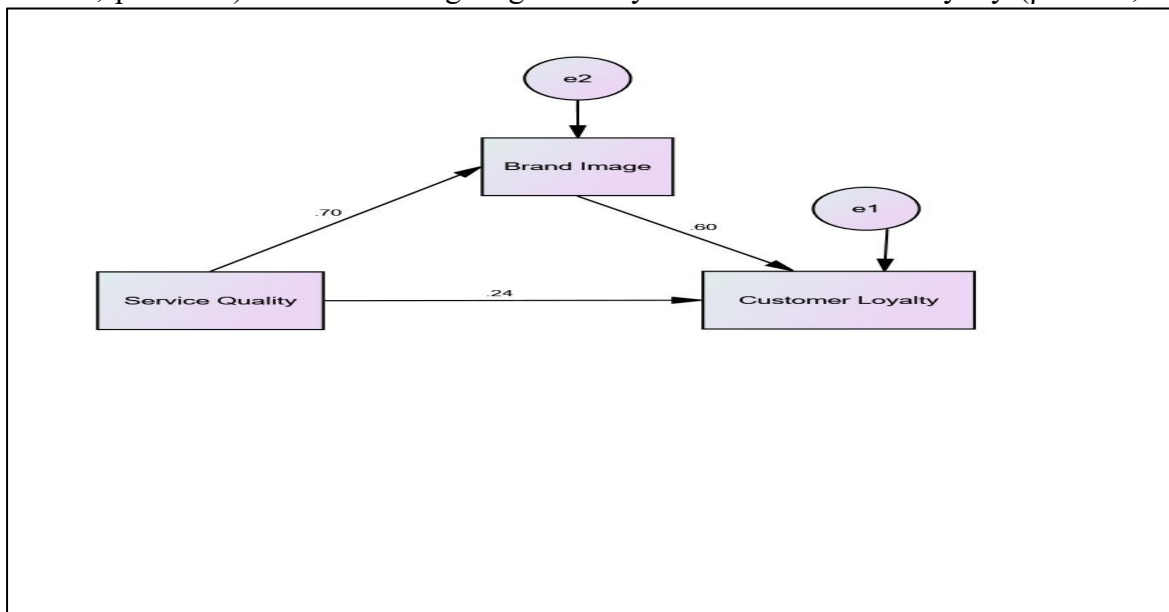 e2
Brand Image
.70
.60
e1
Service Quality
.24
Customer Loyalty